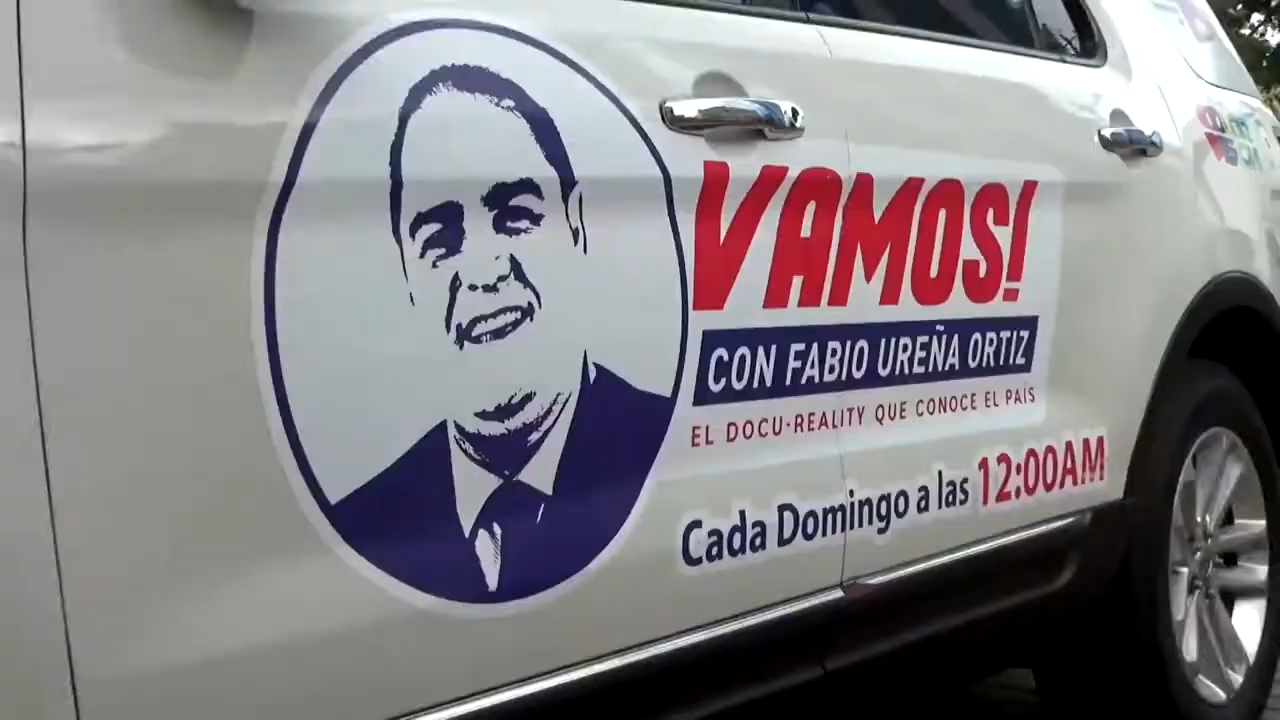 VAMOS!
CON FABIO UREÑA ORTIZ
EL DOCU-REALITY QUE CONOCE EL PAÍS
Cada Domingo a las 12:00AM